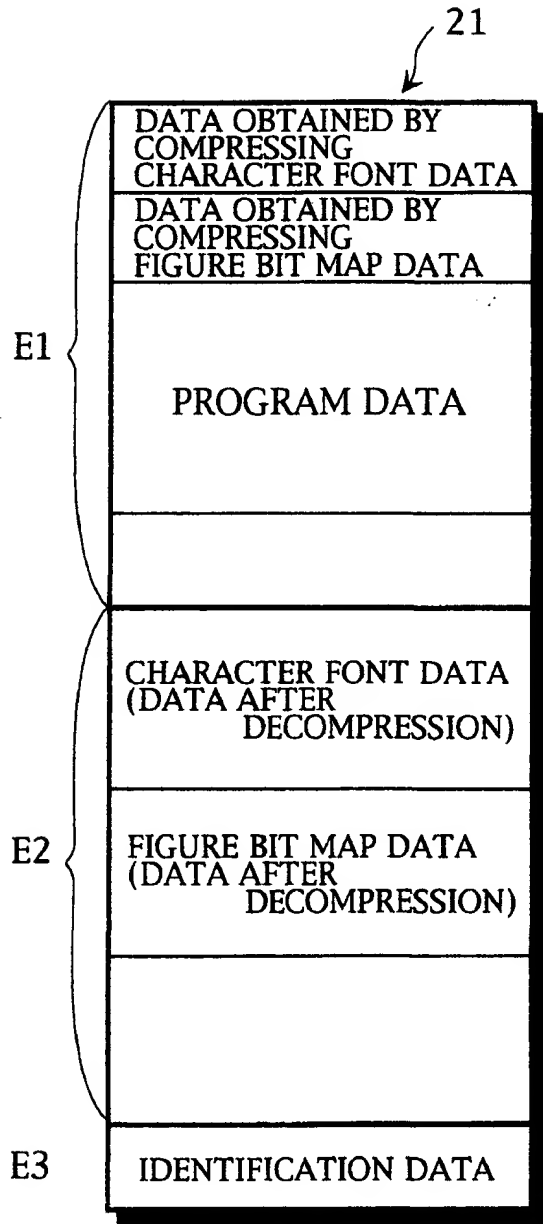 21
DATA OBTAINED BY
COMPRESSING
CHARACTER FONT DATA
DATA OBTAINED BY
COMPRESSING
FIGURE BIT MAP DATA
E1
PROGRAM DATA
CHARACTER FONT DATA
(DATA AFTER
DECOMPRESSION)
E2
FIGURE BIT MAP DATA
(DATA AFTER
DECOMPRESSION)
E3
IDENTIFICATION DATA